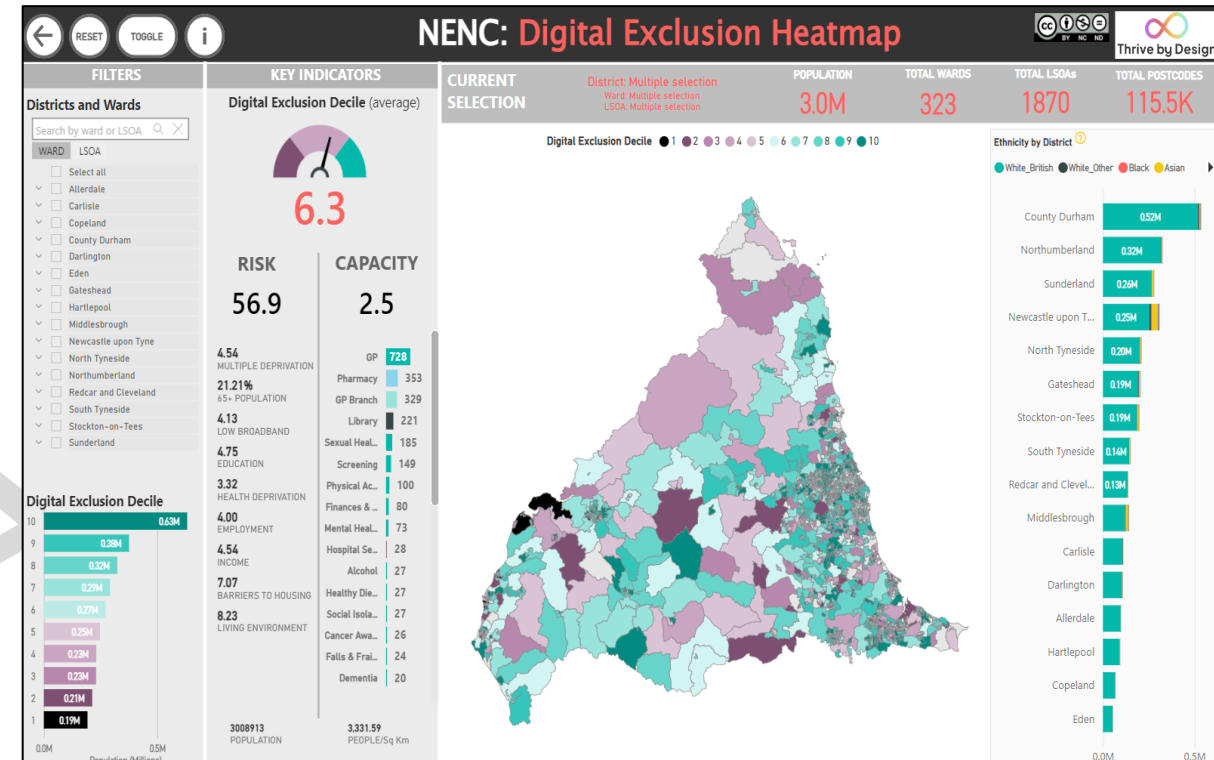 RESET
TOGGLE
i
NENC: Digital Exclusion Heatmap
cc
BY NC ND
Thrive by Design
FILTERS
Districts and Wards
Search by ward or LSOA
WARD LSOA
Select all
Allerdale
Carlisle
Copeland
County Durham
Darlington
Eden
Gateshead
Hartlepool
Middlesbrough
Newcastle upon Tyne
North Tyneside
Northumberland
Redcar and Cleveland
South Tyneside
Stockton-on-Tees
Sunderland
Digital Exclusion Decile
10 0.63M
9 0.38M
8 0.32M
7 0.29M
6 0.27M
5 0.25M
4 0.23M
3 0.23M
2 0.21M
1 0.19M
0.0M 0.5M
Population (Millions)
KEY INDICATORS
Digital Exclusion Decile (average)
6.3
RISK
56.9
CAPACITY
2.5
4.54
MULTIPLE DEPRIVATION
21.21%
65+ POPULATION
4.13
LOW BROADBAND
4.75
EDUCATION
3.32
HEALTH DEPRIVATION
4.00
EMPLOYMENT
4.54
INCOME
7.07
BARRIERS TO HOUSING
8.23
LIVING ENVIRONMENT
GP 728
Pharmacy 353
GP Branch 329
Library 221
Sexual Heal... 185
Screening 149
Physical Ac... 100
Finances & ... 80
Mental Heal... 73
Hospital Se... 28
Alcohol 27
Healthy Die... 27
Social Isola... 27
Cancer Awa... 26
Falls & Frai... 24
Dementia 20
3008913
POPULATION
3,331.59
PEOPLE/Sq Km
CURRENT
SELECTION
District: Multiple selection
Ward: Multiple selection
LSOA: Multiple selection
POPULATION
3.0M
TOTAL WARDS
323
TOTAL LSOAs
1870
TOTAL POSTCODES
115.5K
Digital Exclusion Decile 1 2 3 4 5 6 7 8 9 10
Ethnicity by District ?
White_British White_Other Black Asian
County Durham 0.52M
Northumberland 0.32M
Sunderland 0.26M
Newcastle upon T... 0.25M
North Tyneside 0.20M
Gateshead 0.19M
Stockton-on-Tees 0.19M
South Tyneside 0.14M
Redcar and Clevel... 0.13M
Middlesbrough
Carlisle
Darlington
Allerdale
Hartlepool
Copeland
Eden
0.0M 0.5M